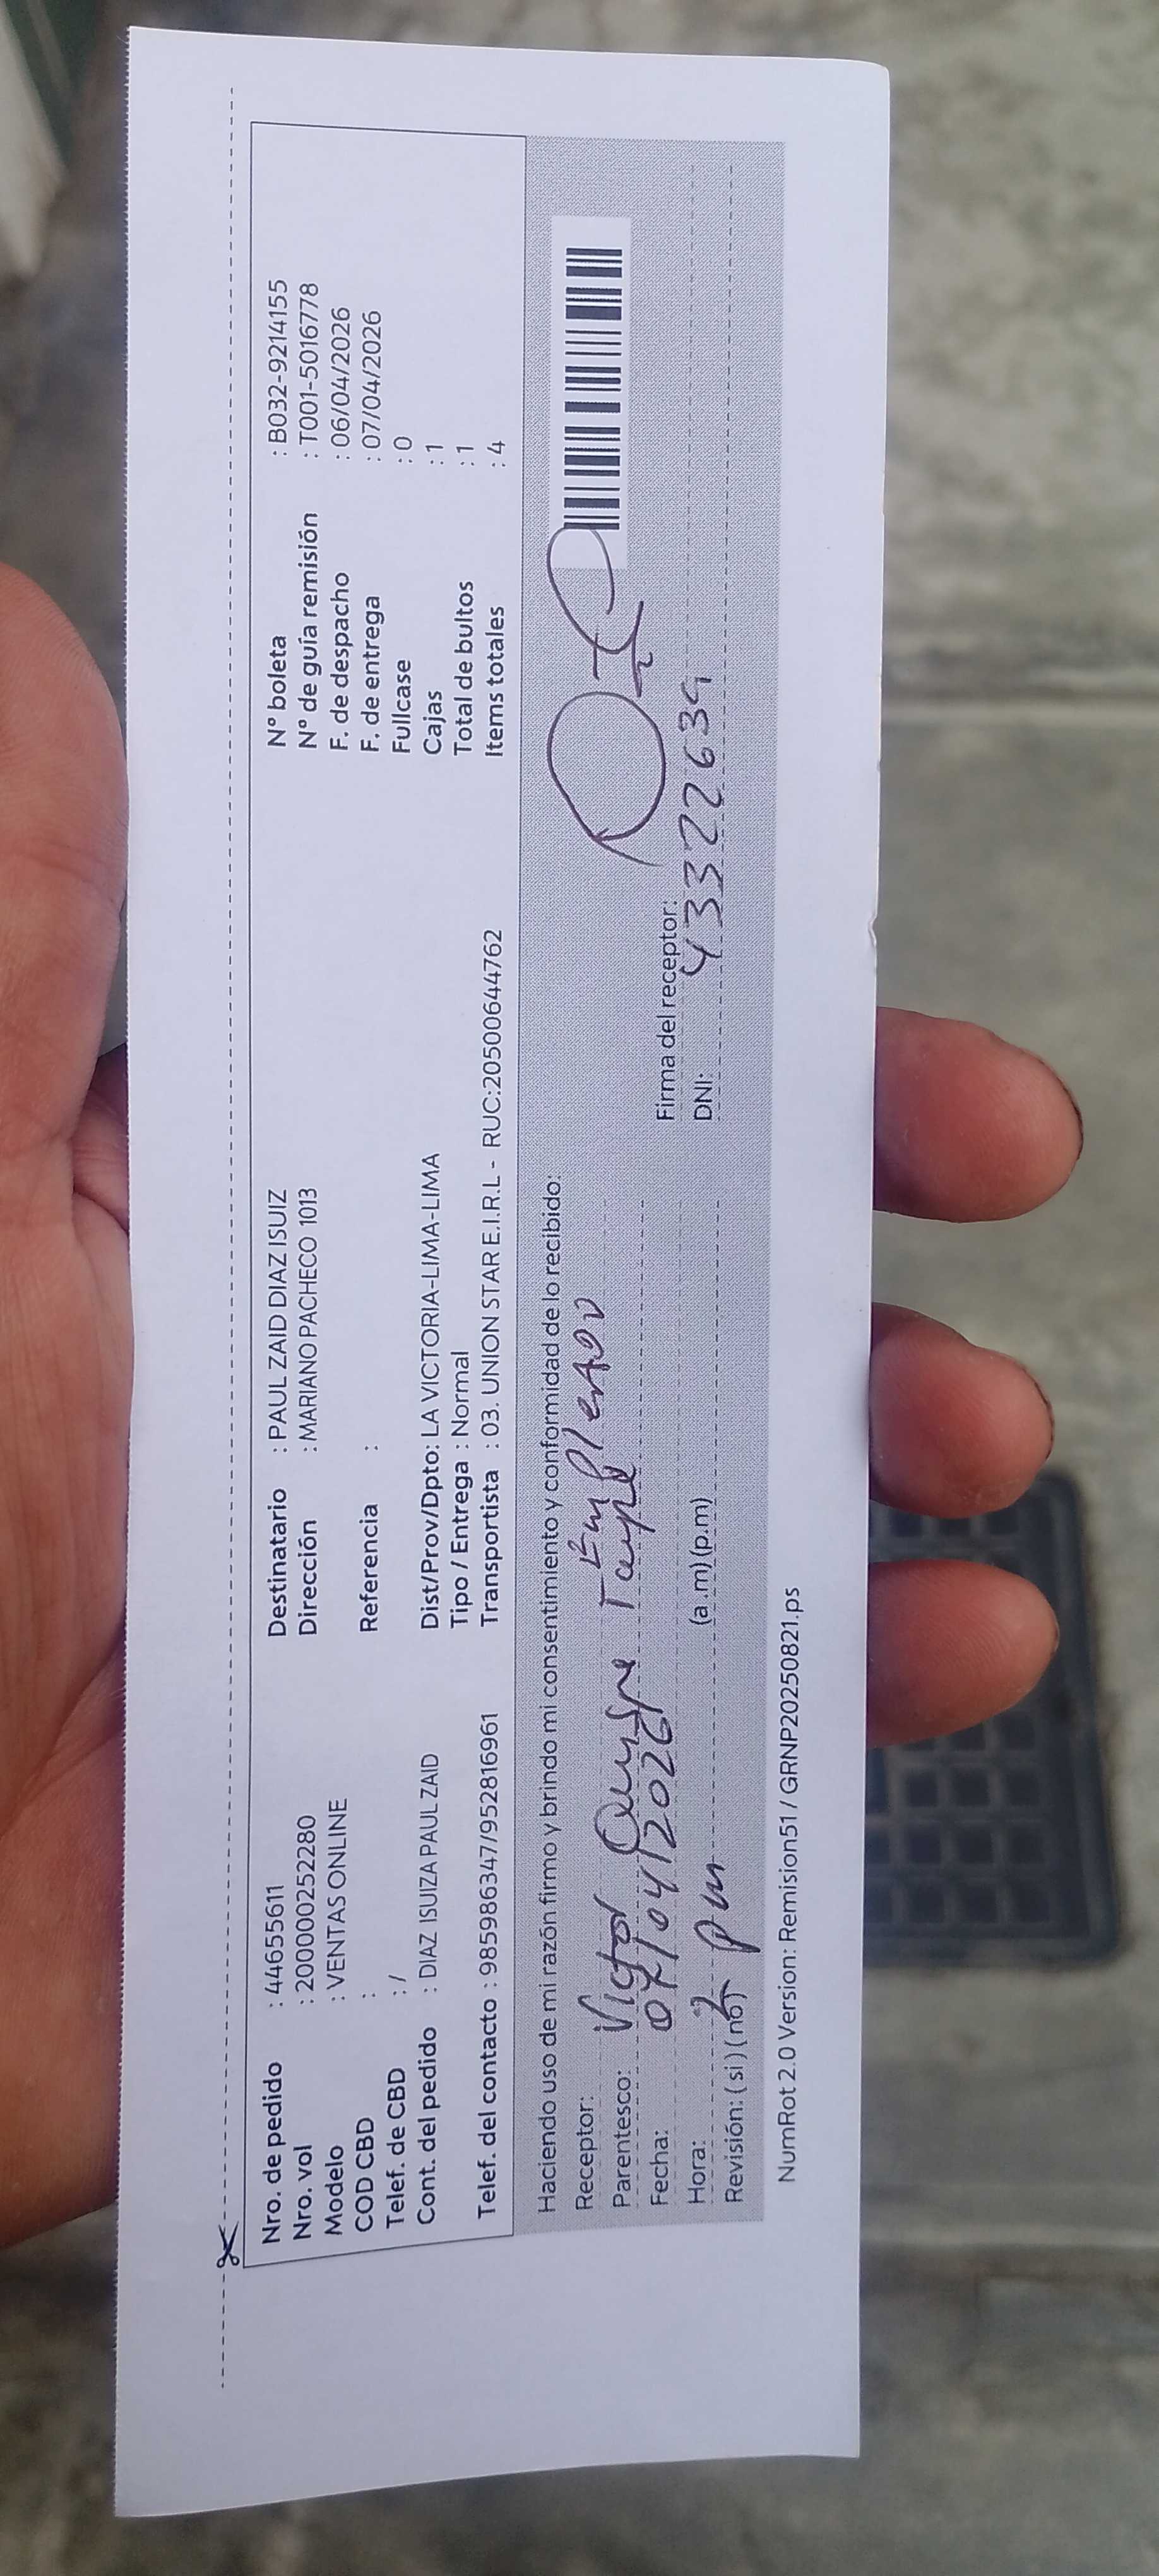 Nro. de pedido : 44655611
Nro. vol : 200000252280
Modelo : VENTAS ONLINE
COD CBD :
Telef. de CBD : /
Cont. del pedido : DIAZ ISUIZA PAUL ZAID
Telef. del contacto : 985986347/952816961
Destinatario : PAUL ZAID DIAZ ISUIZ
Dirección : MARIANO PACHECO 1013
Referencia :
Dist/Prov/Dpto: LA VICTORIA-LIMA-LIMA
Tipo / Entrega : Normal
Transportista : 03. UNION STAR E.I.R.L - RUC:20500644762
N° boleta : B032-9214155
N° de guía remisión : T001-5016778
F. de despacho : 06/04/2026
F. de entrega : 07/04/2026
Fullcase : 0
Cajas : 1
Total de bultos : 1
Items totales : 4
Haciendo uso de mi razón firmo y brindo mi consentimiento y conformidad de lo recibido:
Receptor: Empleado
Parentesco: Victor Quispe Taype
Fecha: 07/04/2026
Hora: 2 pm (a .m) (p.m)
Revisión: ( si ) ( no )
Firma del receptor:
DNI: 43322639
NumRot 2.0 Version: Remision51 / GRNP20250821.ps